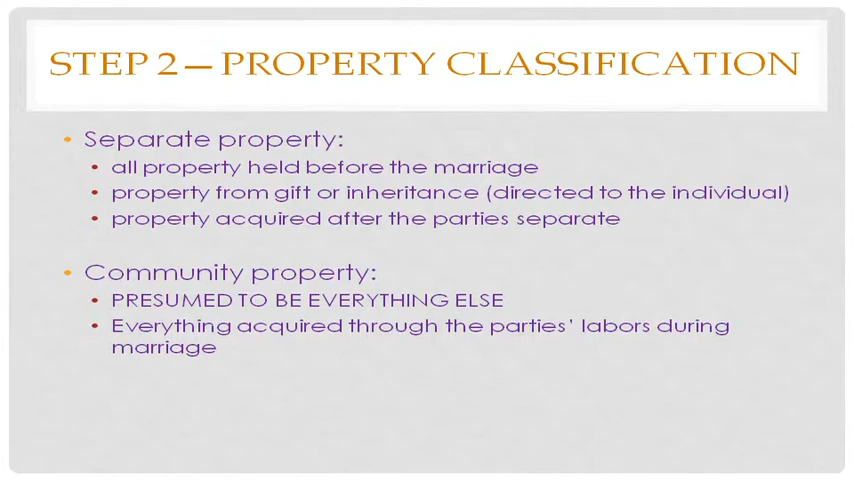 STEP 2 — PROPERTY CLASSIFICATION
• Separate property:
• all property held before the marriage
• property from gift or inheritance (directed to the individual)
• property acquired after the parties separate
• Community property:
• PRESUMED TO BE EVERYTHING ELSE
• Everything acquired through the parties' labors during
marriage